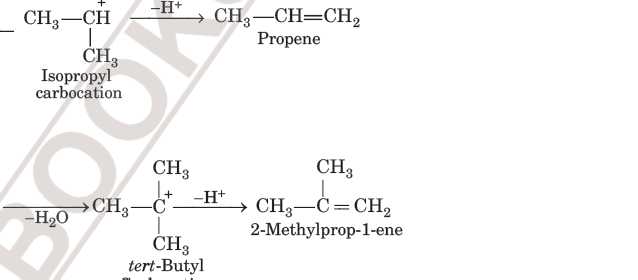 + −H⁺
CH₃—CH ⟶ CH₃—CH=CH₂
| Propene
CH₃
Isopropyl
carbocation
CH₃ CH₃
| + −H⁺ |
−H₂O ⟶ CH₃—C ⟶ CH₃—C=CH₂
| 2-Methylprop-1-ene
CH₃
tert-Butyl